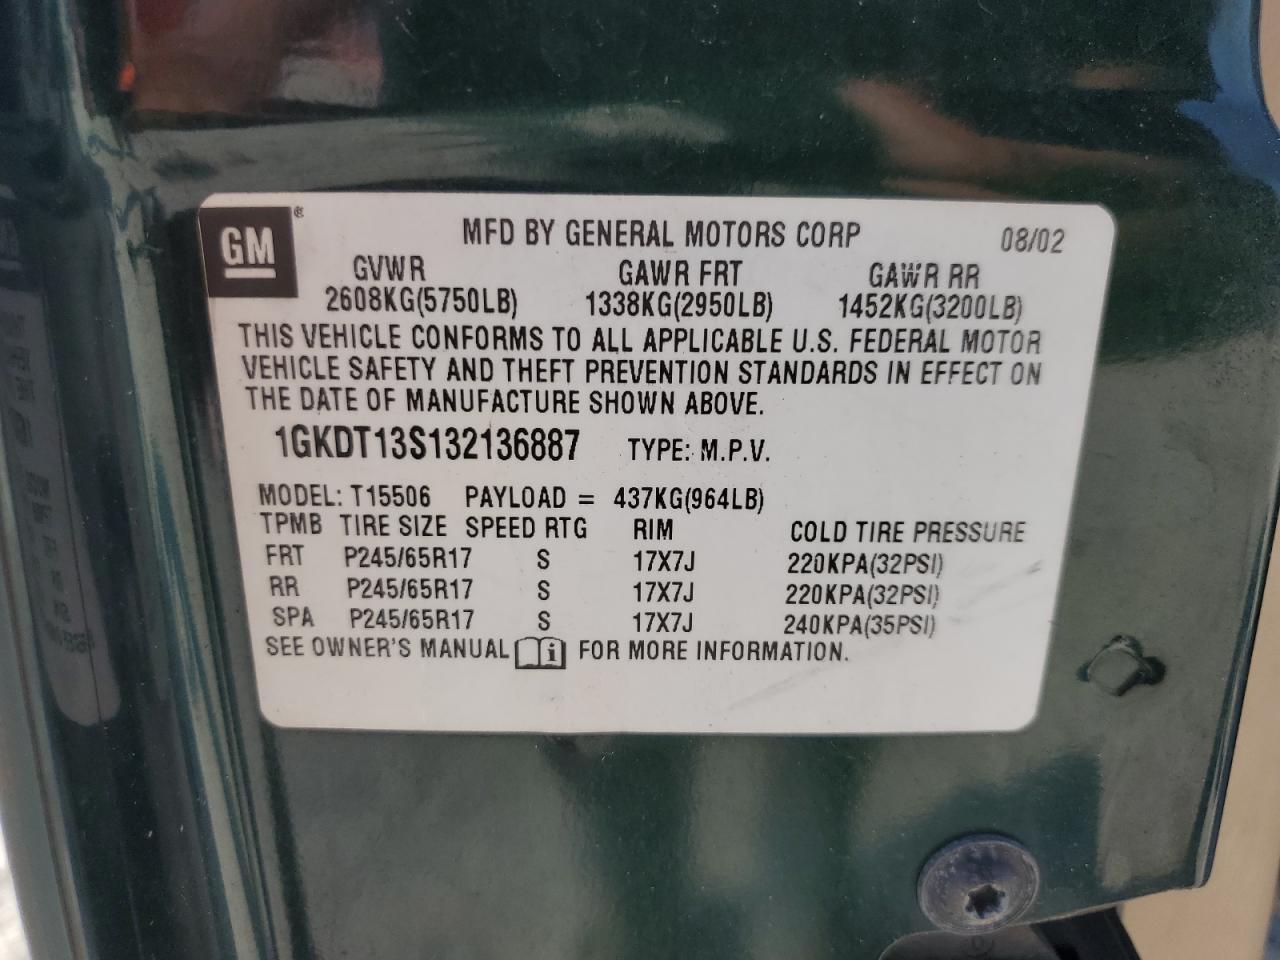 GM ®
MFD BY GENERAL MOTORS CORP 08/02
GVWR GAWR FRT GAWR RR
2608KG(5750LB) 1338KG(2950LB) 1452KG(3200LB)
THIS VEHICLE CONFORMS TO ALL APPLICABLE U.S. FEDERAL MOTOR
VEHICLE SAFETY AND THEFT PREVENTION STANDARDS IN EFFECT ON
THE DATE OF MANUFACTURE SHOWN ABOVE.
1GKDT13S132136887 TYPE: M.P.V.
MODEL: T15506 PAYLOAD = 437KG(964LB)
TPMB TIRE SIZE SPEED RTG RIM COLD TIRE PRESSURE
FRT P245/65R17 S 17X7J 220KPA(32PSI)
RR P245/65R17 S 17X7J 220KPA(32PSI)
SPA P245/65R17 S 17X7J 240KPA(35PSI)
SEE OWNER'S MANUAL i FOR MORE INFORMATION.